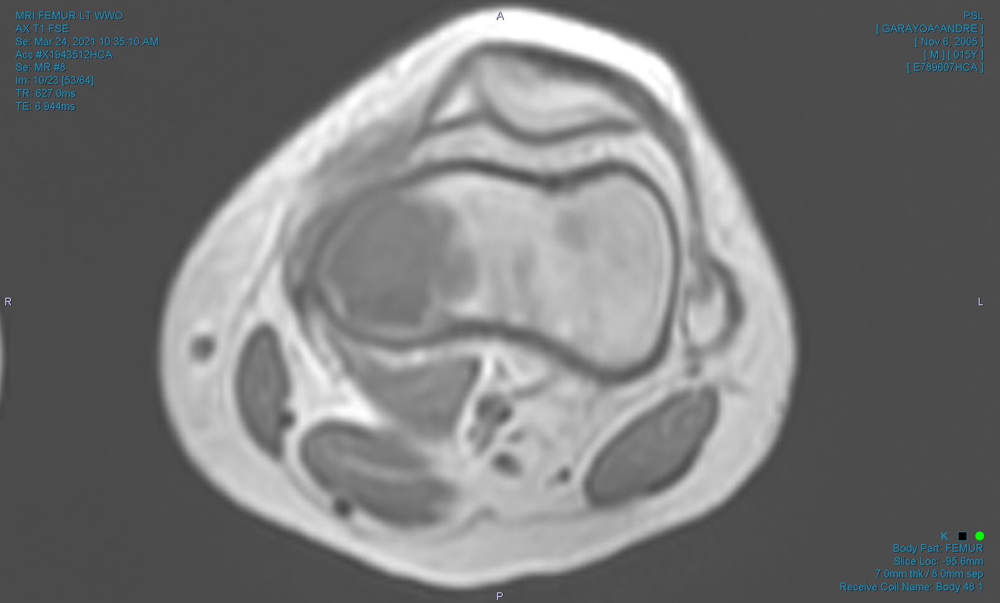 MRI FEMUR LT WWO
AX T1 FSE
Se: Mar 24, 2021 10:35:10 AM
Acc #X1943512HCA
Se: MR #8
Im: 10/23 [53/64]
TR: 627.0ms
TE: 6.944ms
A
PSL
[ GARAYOA^ANDRE ]
[ Nov 6, 2005 ]
[ M ] [ 015Y ]
[ E789607HCA ]
R
L
K
Body Part: FEMUR
Slice Loc: -95.6mm
7.0mm thk / 8.0mm sep
Receive Coil Name: Body 48 1
P